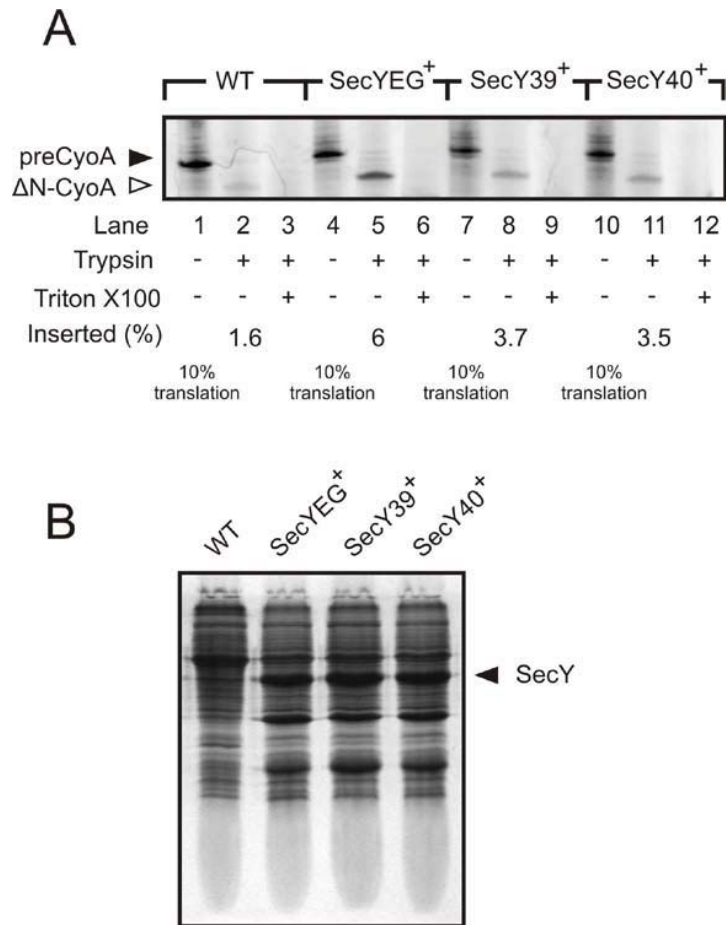 A
WT SecYEG+ SecY39+ SecY40+
preCyoA
ΔN-CyoA
Lane 1 2 3 4 5 6 7 8 9 10 11 12
Trypsin - + + - + + - + + - + +
Triton X100 - - + - - + - - + - - +
Inserted (%) 1.6 6 3.7 3.5
10% 10% 10% 10%
translation translation translation translation
B
WT SecYEG+ SecY39+ SecY40+
SecY